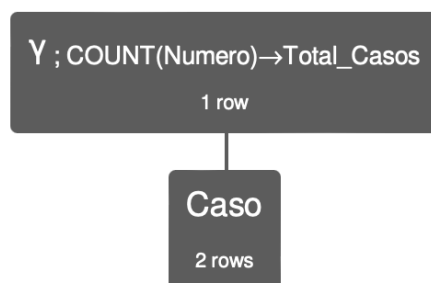 γ ; COUNT(Numero)→Total_Casos
1 row
Caso
2 rows